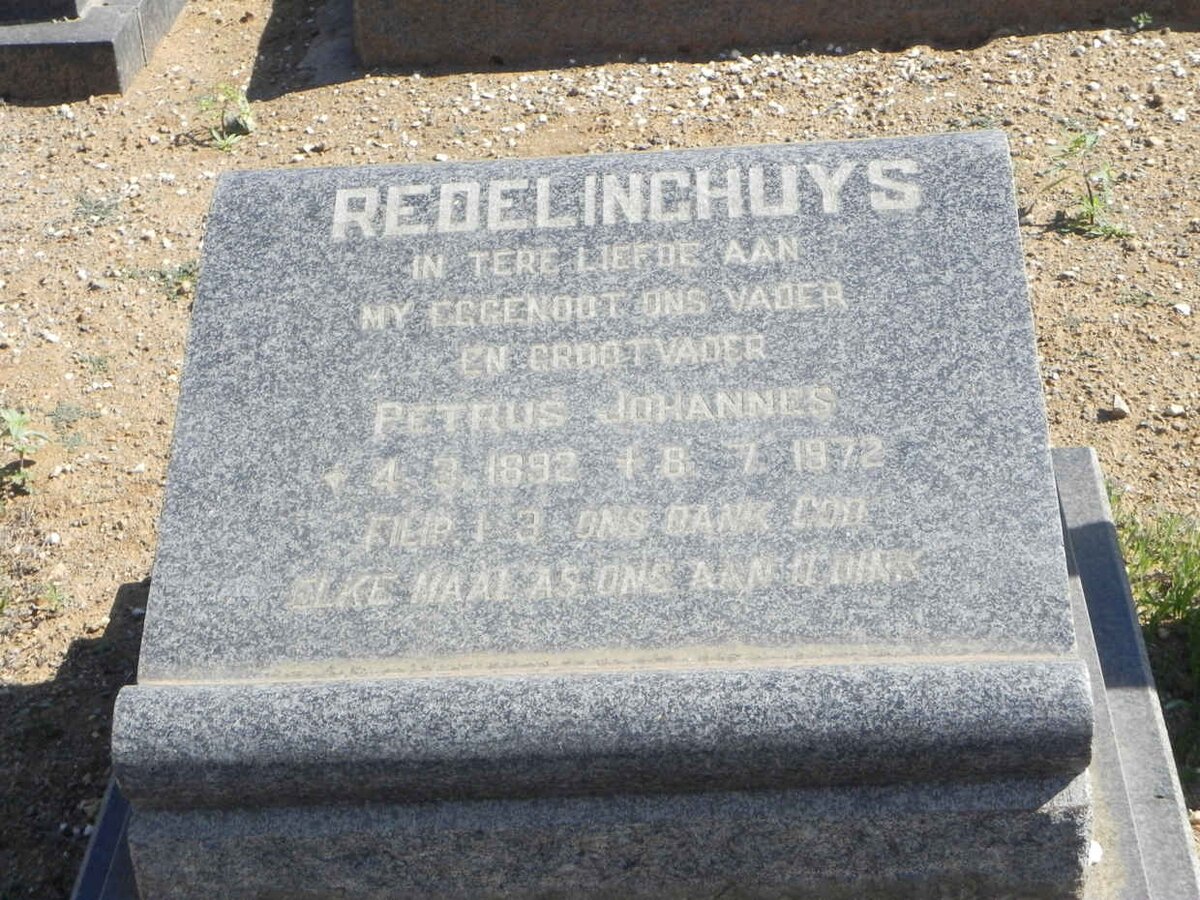 REDELINGHUYS
IN TERE LIEFDE AAN
MY EGGENOOT ONS VADER
EN GROOTVADER
PETRUS JOHANNES
* 4. 3. 1892 † 8. 7. 1972
FILIP. 1 3 ONS DANK GOD
ELKE MAAL AS ONS AAN U DINK